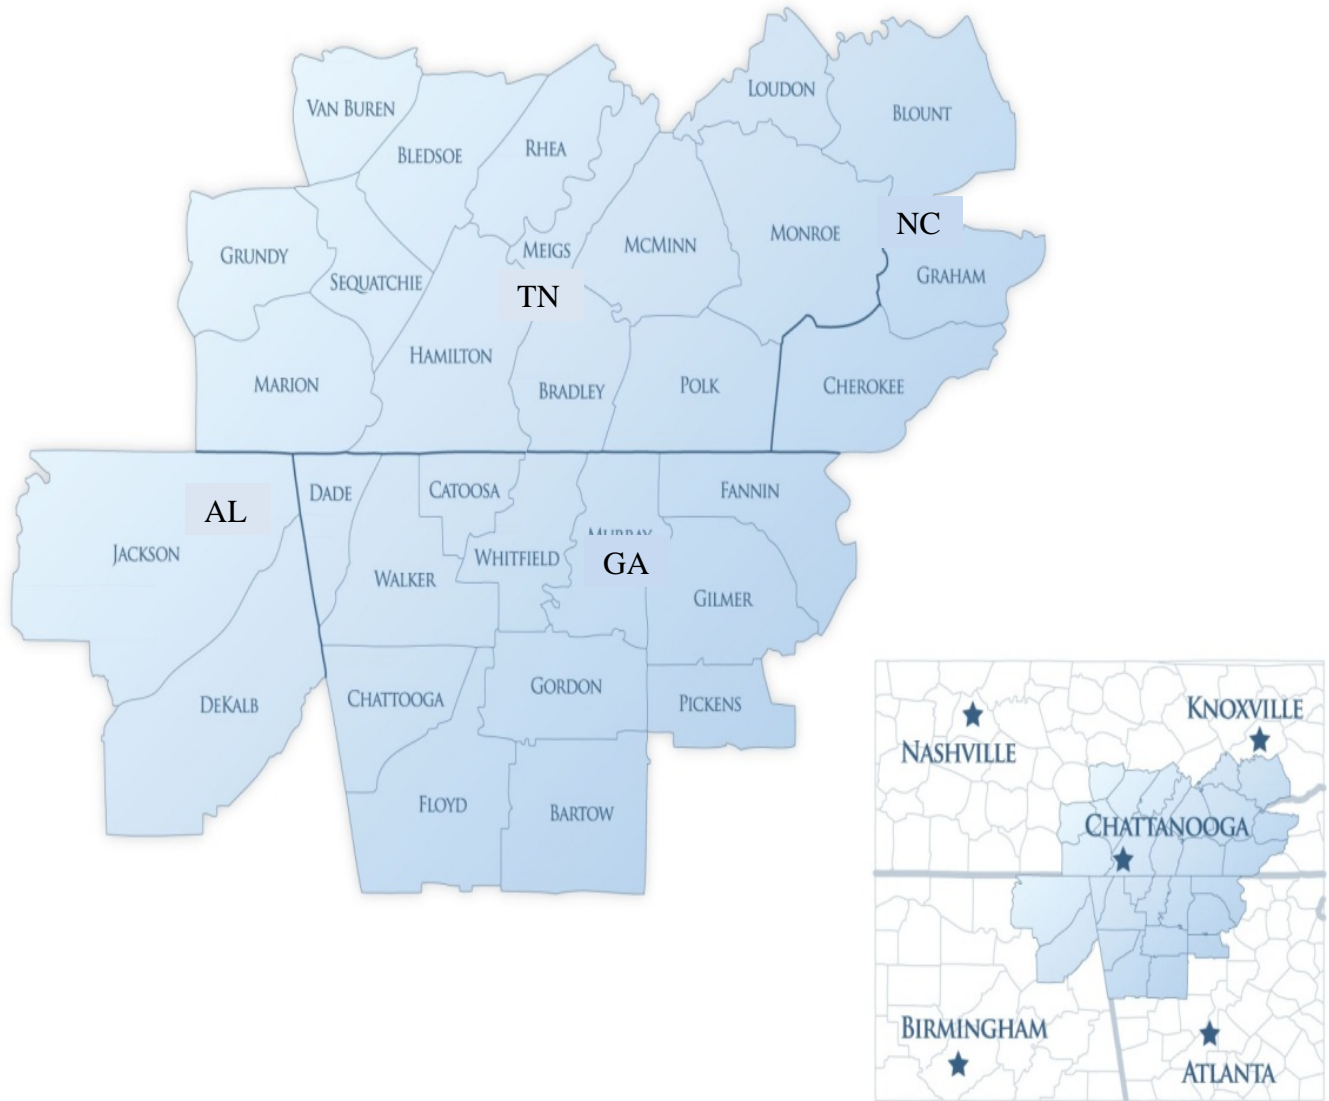 LOUDON
VAN BUREN
BLOUNT
RHEA
BLEDSOE
NC
MONROE
MCMINN
MEIGS
GRUNDY
GRAHAM
SEQUATCHIE
TN
HAMILTON
MARION
POLK
CHEROKEE
BRADLEY
DADE
CATOOSA
FANNIN
AL
MURRAY
JACKSON
WHITFIELD
GA
WALKER
GILMER
GORDON
CHATTOOGA
DEKALB
PICKENS
FLOYD
BARTOW
KNOXVILLE
NASHVILLE
CHATTANOOGA
BIRMINGHAM
ATLANTA